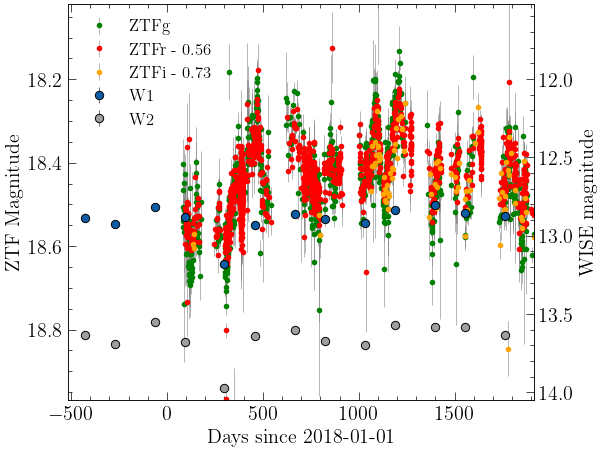 ZTFg
ZTFr - 0.56
ZTFi - 0.73
W1
W2
18.2
18.4
18.6
18.8
ZTF Magnitude
12.0
12.5
13.0
13.5
14.0
WISE magnitude
−500
0
500
1000
1500
Days since 2018-01-01